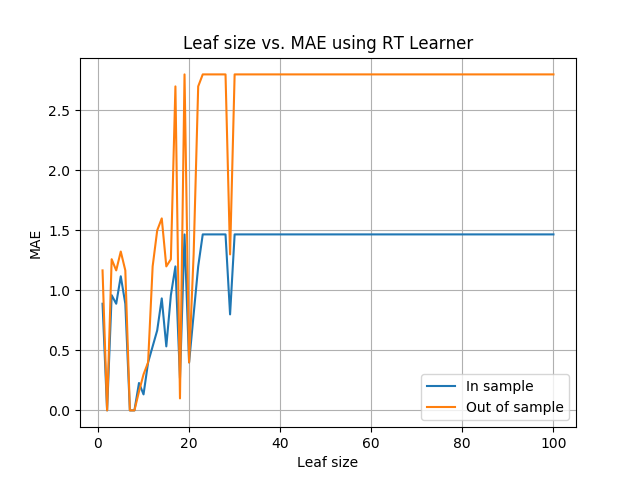 Leaf size vs. MAE using RT Learner
MAE
2.5
2.0
1.5
1.0
0.5
0.0
In sample
Out of sample
0 20 40 60 80 100
Leaf size